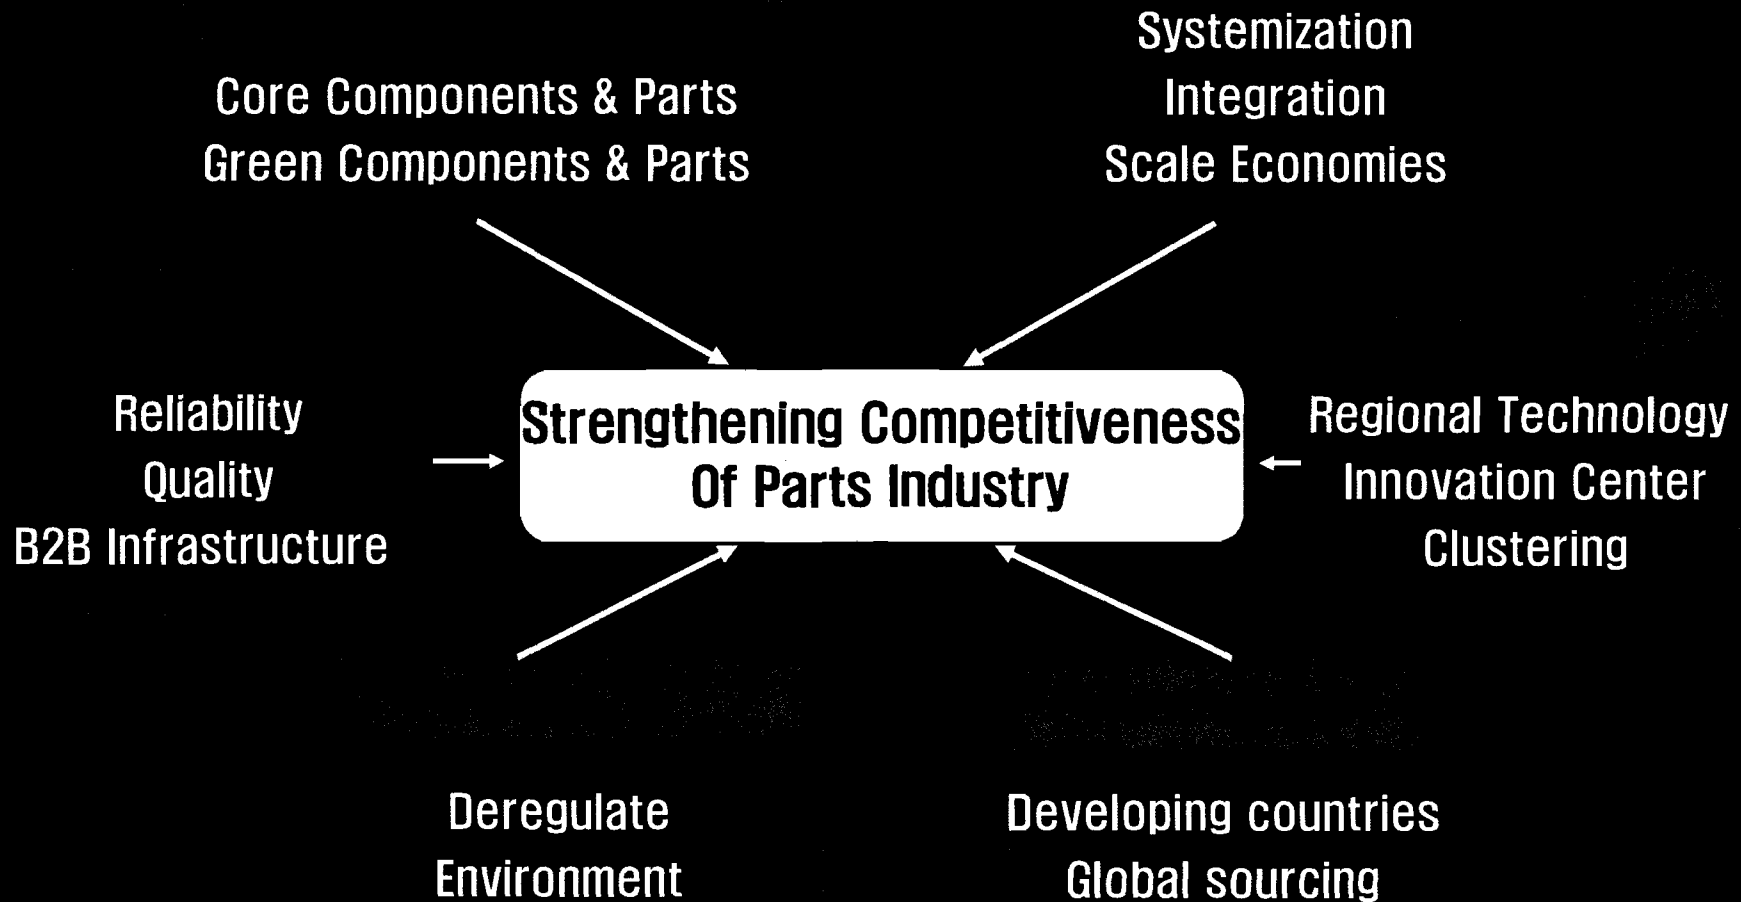 Core Components & Parts
Green Components & Parts
Systemization
Integration
Scale Economies
Reliability
Quality
B2B Infrastructure
Strengthening Competitiveness
Of Parts Industry
Regional Technology
Innovation Center
Clustering
Deregulate
Environment
Developing countries
Global sourcing